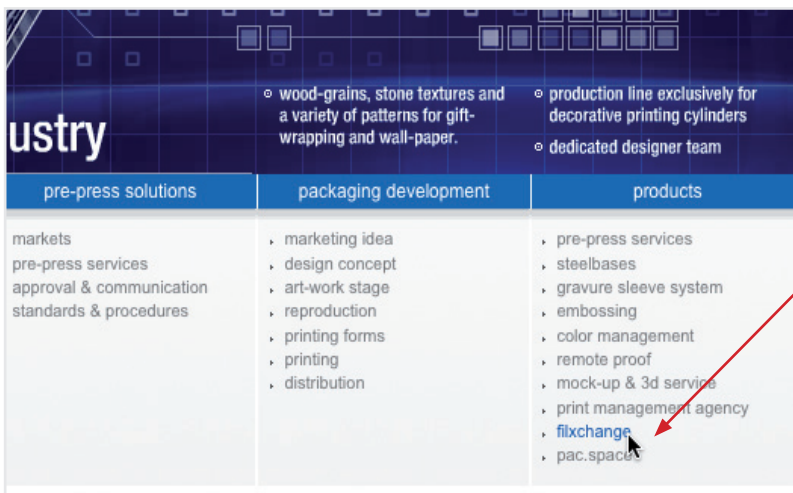 wood-grains, stone textures and
a variety of patterns for gift-
wrapping and wall-paper.
production line exclusively for
decorative printing cylinders
dedicated designer team
ustry
pre-press solutions
packaging development
products
markets
pre-press services
approval & communication
standards & procedures
marketing idea
design concept
art-work stage
reproduction
printing forms
printing
distribution
pre-press services
steelbases
gravure sleeve system
embossing
color management
remote proof
mock-up & 3d service
print management agency
filxchange
pac.space